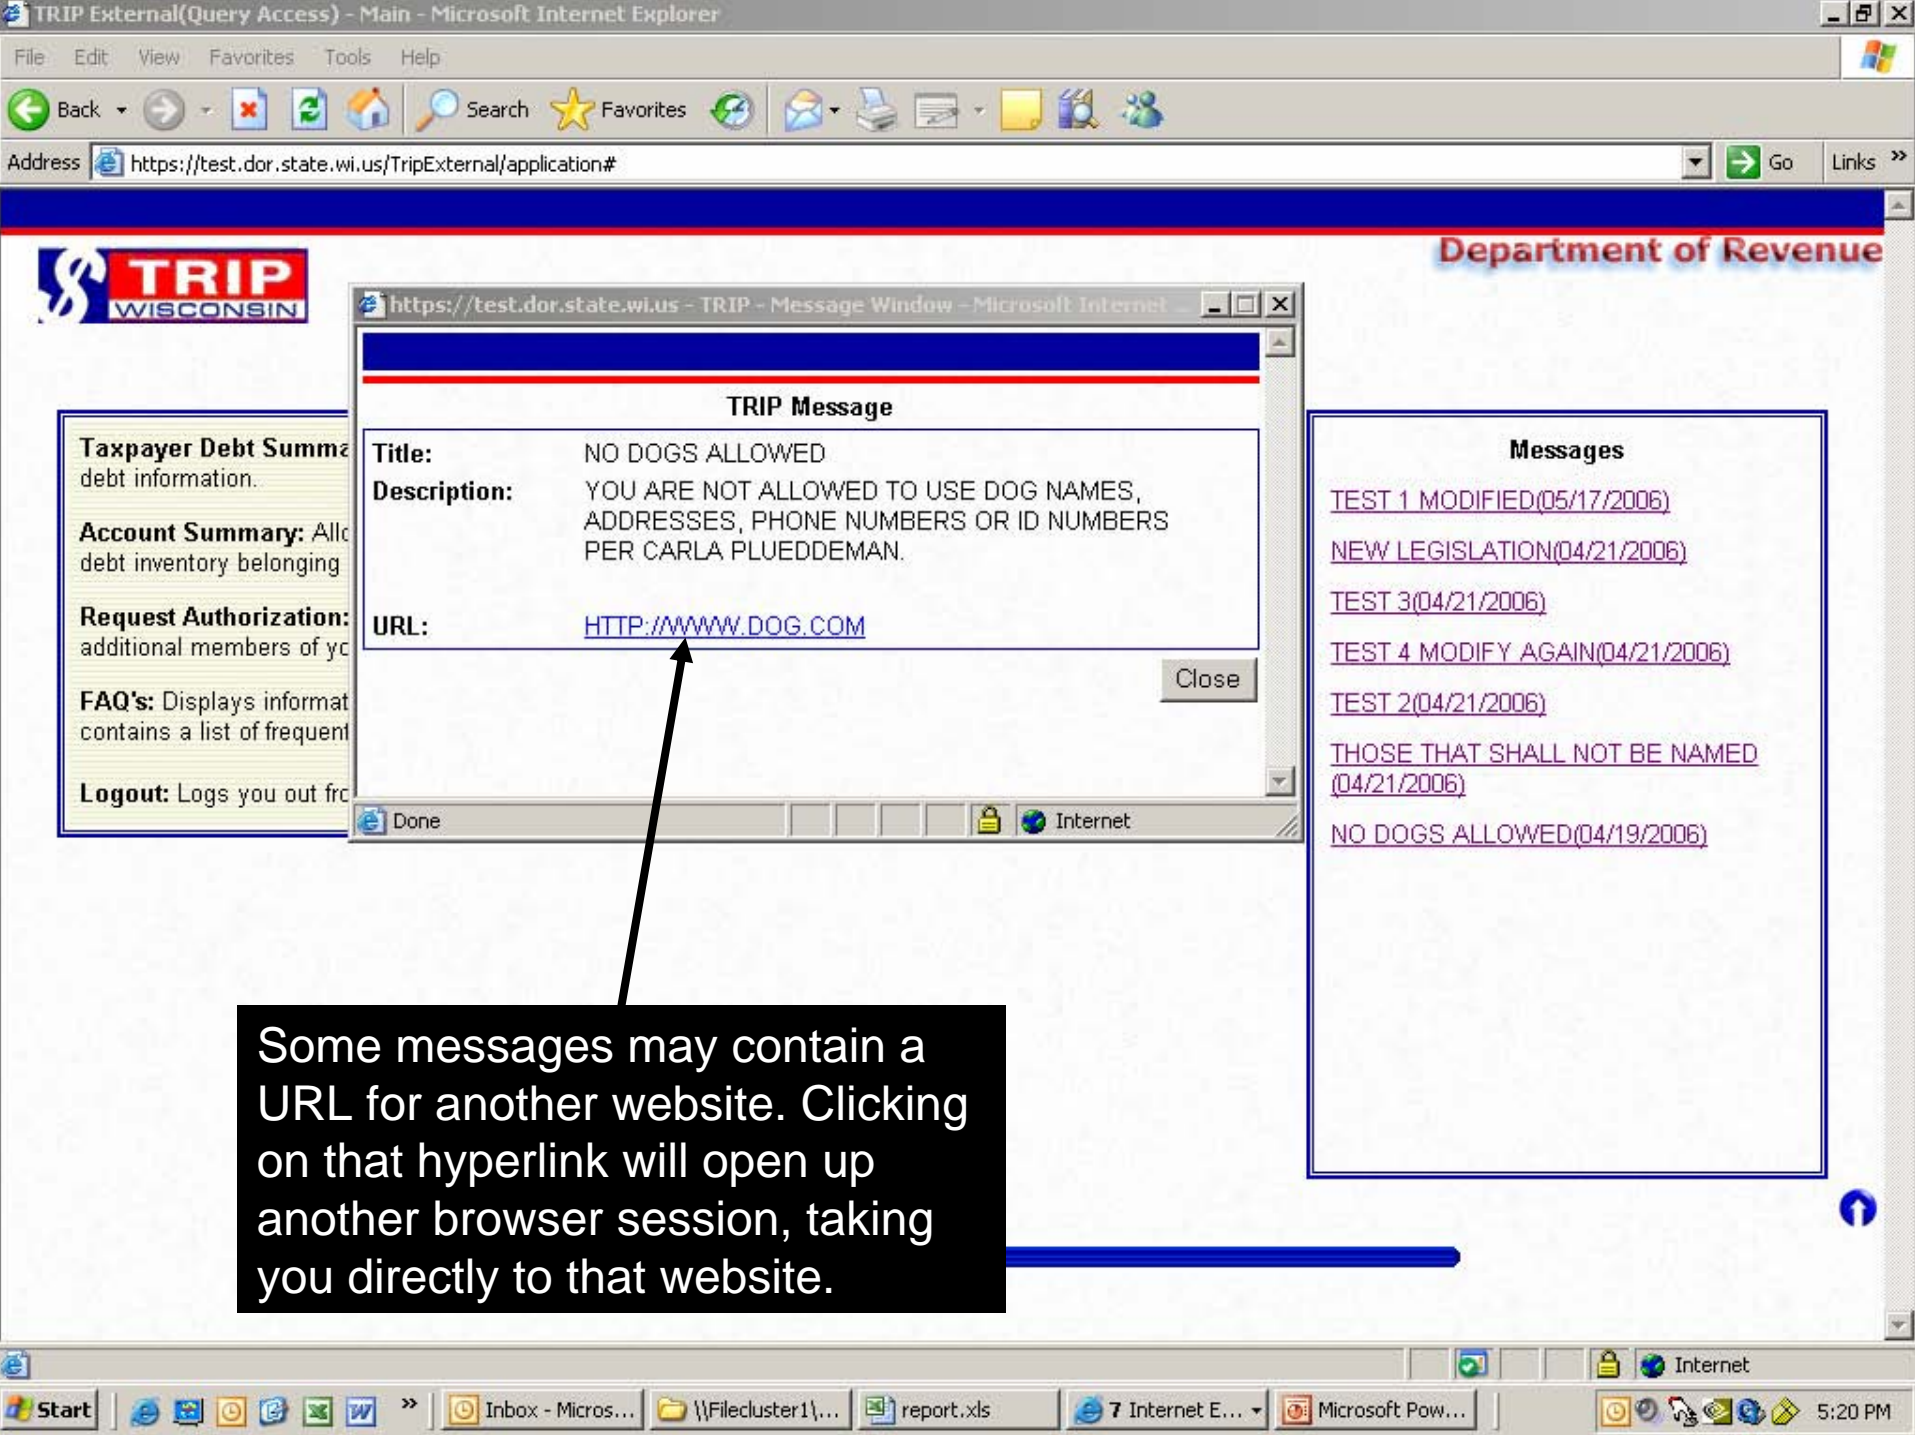 TRIP External(Query Access) - Main - Microsoft Internet Explorer
File Edit View Favorites Tools Help
Back Search Favorites
Address https://test.dor.state.wi.us/TripExternal/application# Go Links »
Department of Revenue
TRIP
WISCONSIN
https://test.dor.state.wi.us - TRIP - Message Window - Microsoft Internet ...
TRIP Message
Title: NO DOGS ALLOWED
Description: YOU ARE NOT ALLOWED TO USE DOG NAMES,
ADDRESSES, PHONE NUMBERS OR ID NUMBERS
PER CARLA PLUEDDEMAN.
URL: HTTP://WWW.DOG.COM
Close
Done Internet
Taxpayer Debt Summa
debt information.
Account Summary: Allo
debt inventory belonging
Request Authorization:
additional members of yo
FAQ's: Displays informat
contains a list of frequent
Logout: Logs you out fro
Messages
TEST 1 MODIFIED(05/17/2006)
NEW LEGISLATION(04/21/2006)
TEST 3(04/21/2006)
TEST 4 MODIFY AGAIN(04/21/2006)
TEST 2(04/21/2006)
THOSE THAT SHALL NOT BE NAMED
(04/21/2006)
NO DOGS ALLOWED(04/19/2006)
Some messages may contain a
URL for another website. Clicking
on that hyperlink will open up
another browser session, taking
you directly to that website.
Internet
Start » Inbox - Micros... \\Filecluster1\... report.xls 7 Internet E... Microsoft Pow... 5:20 PM